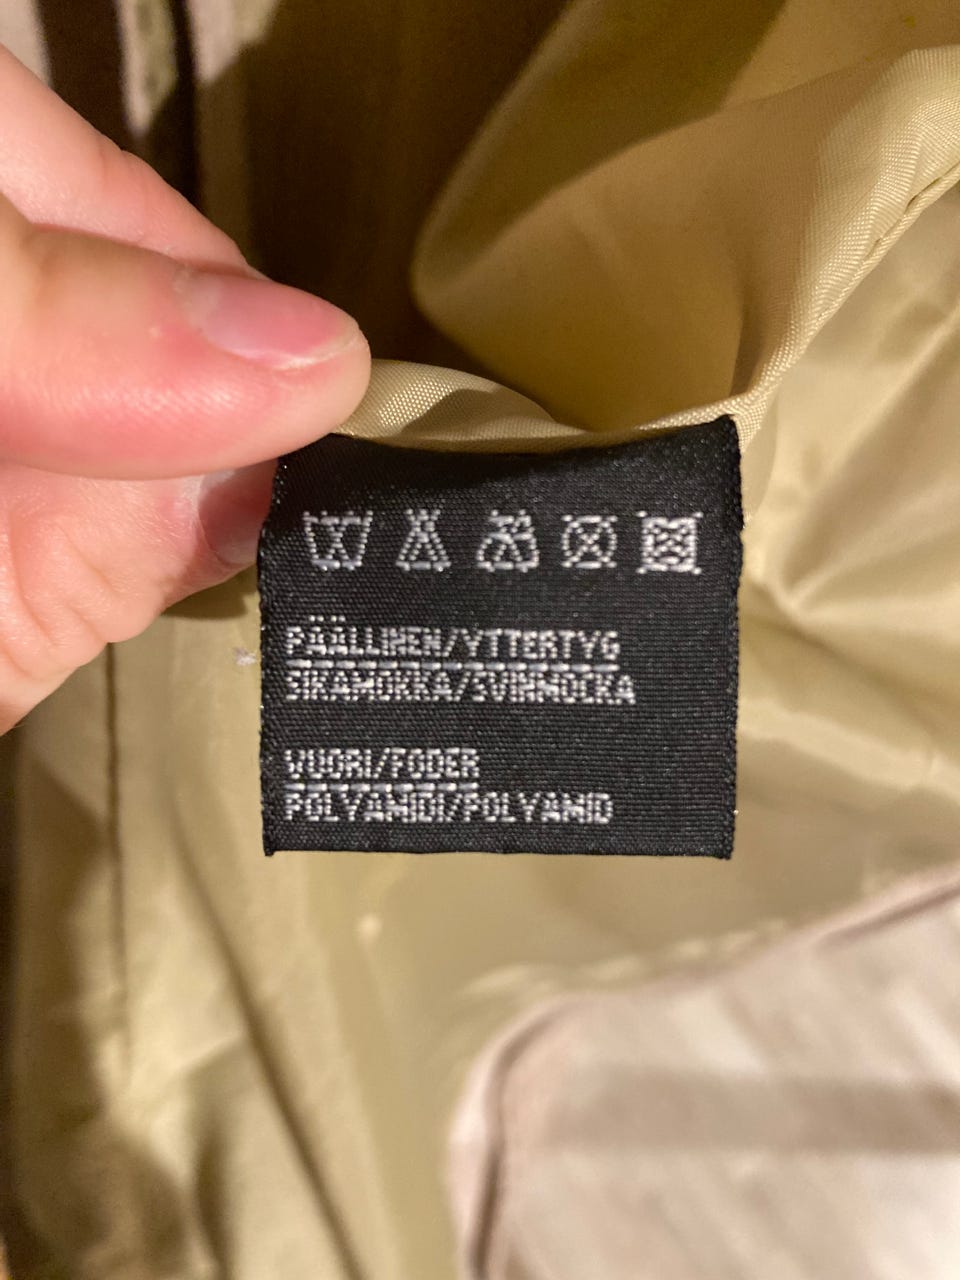 PÄÄLLINEN/YTTERTYG
SIKAMOKKA/SVINMOCKA
VUORI/FODER
POLYAMIDI/POLYAMID